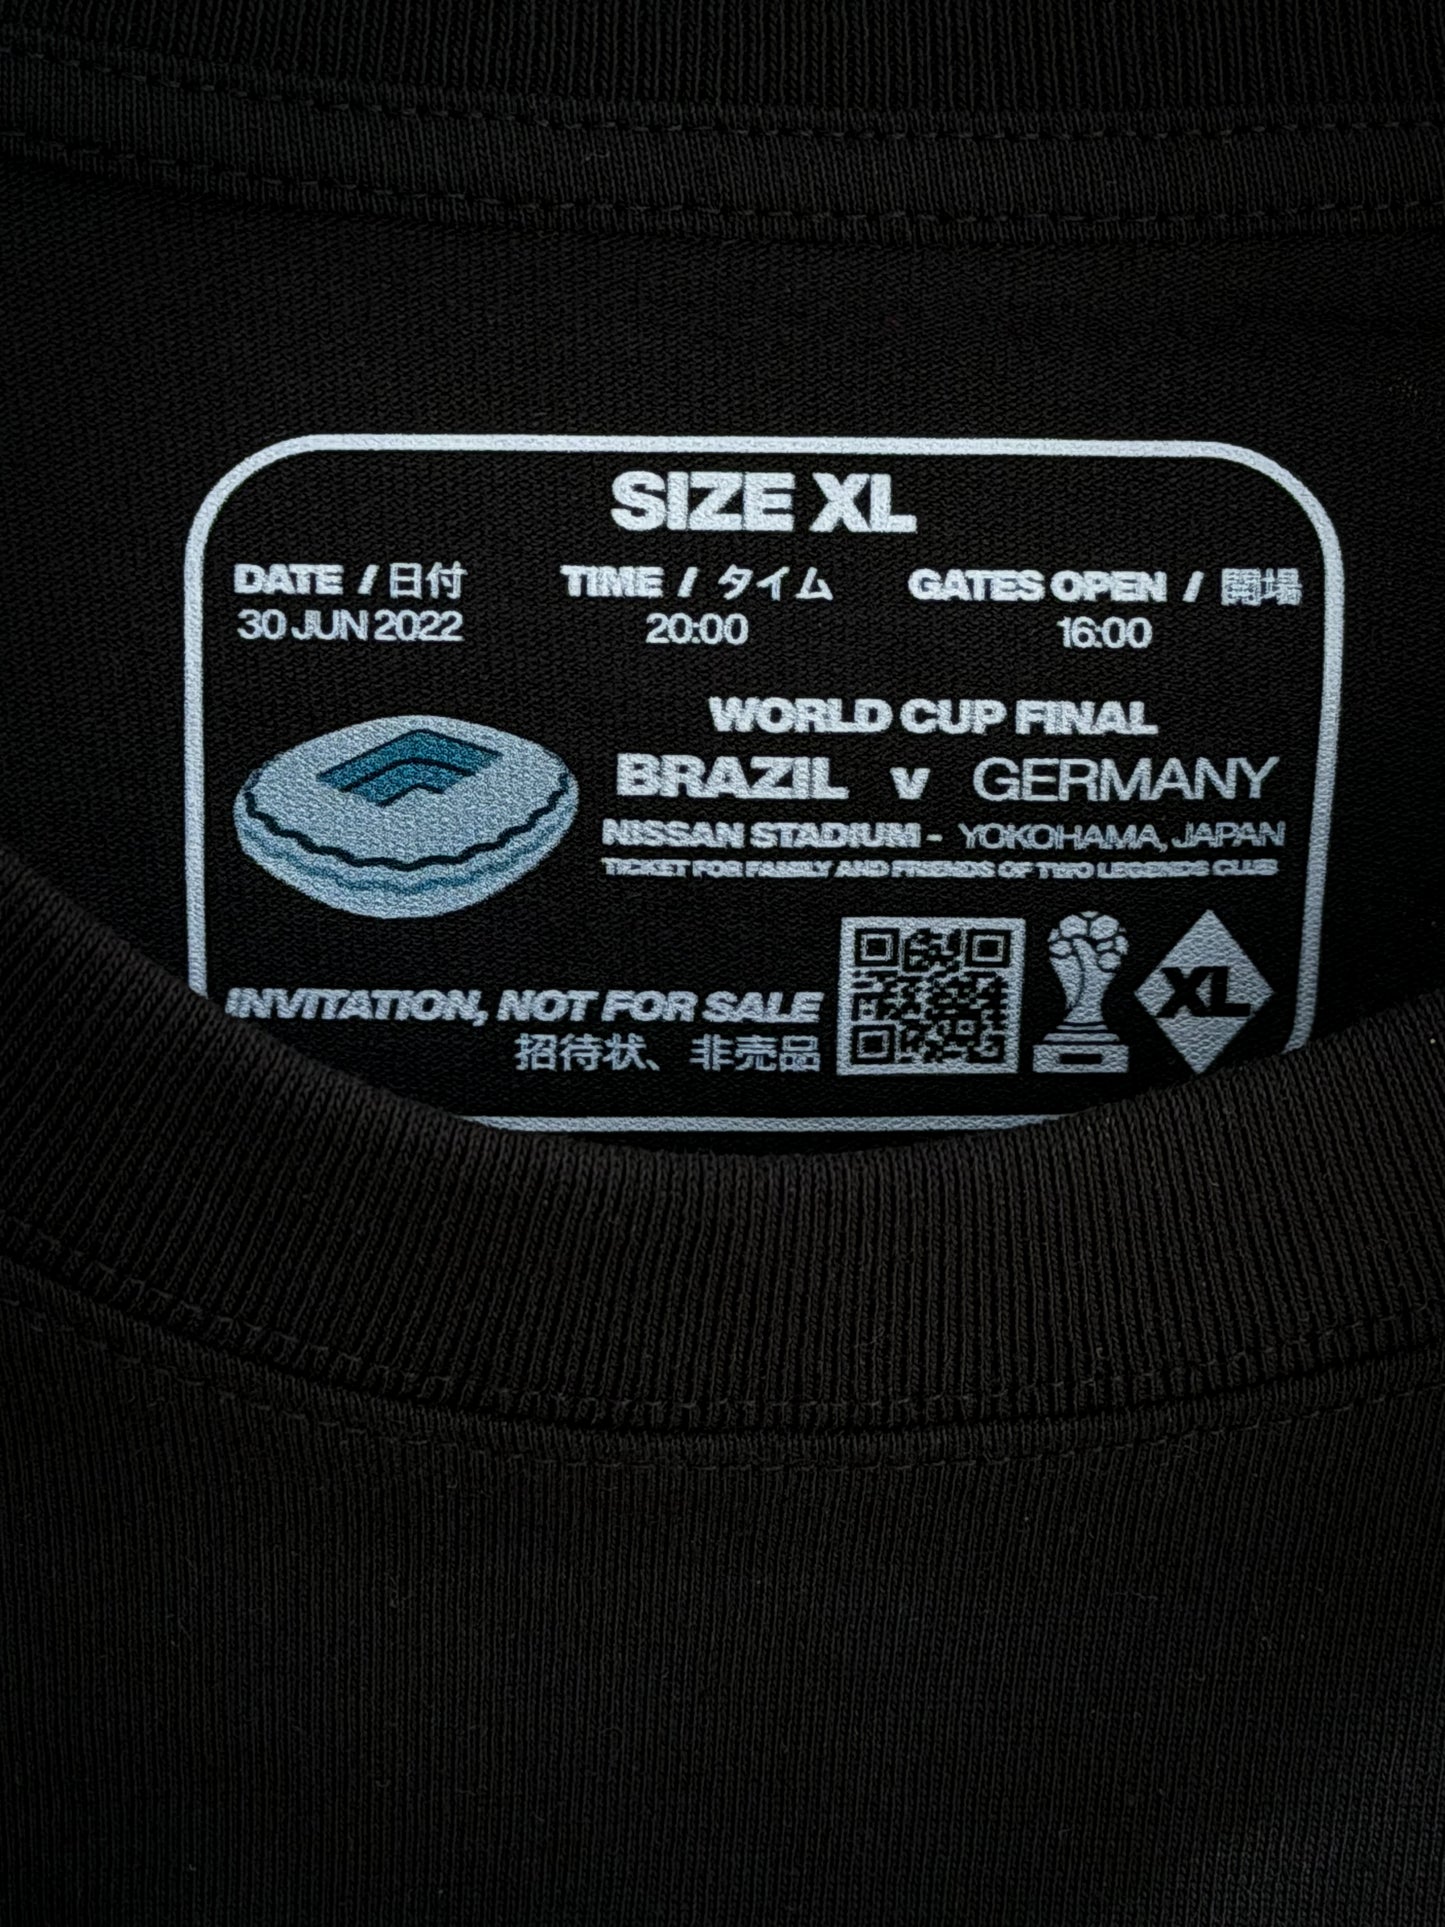 SIZE XL
DATE / 日付 TIME / タイム GATES OPEN / 開場
30 JUN 2022 20:00 16:00
WORLD CUP FINAL
BRAZIL v GERMANY
NISSAN STADIUM - YOKOHAMA, JAPAN
TICKET FOR FAMILY AND FRIENDS OF TWO LEGENDS CLUB
INVITATION, NOT FOR SALE
招待状、非売品
XL